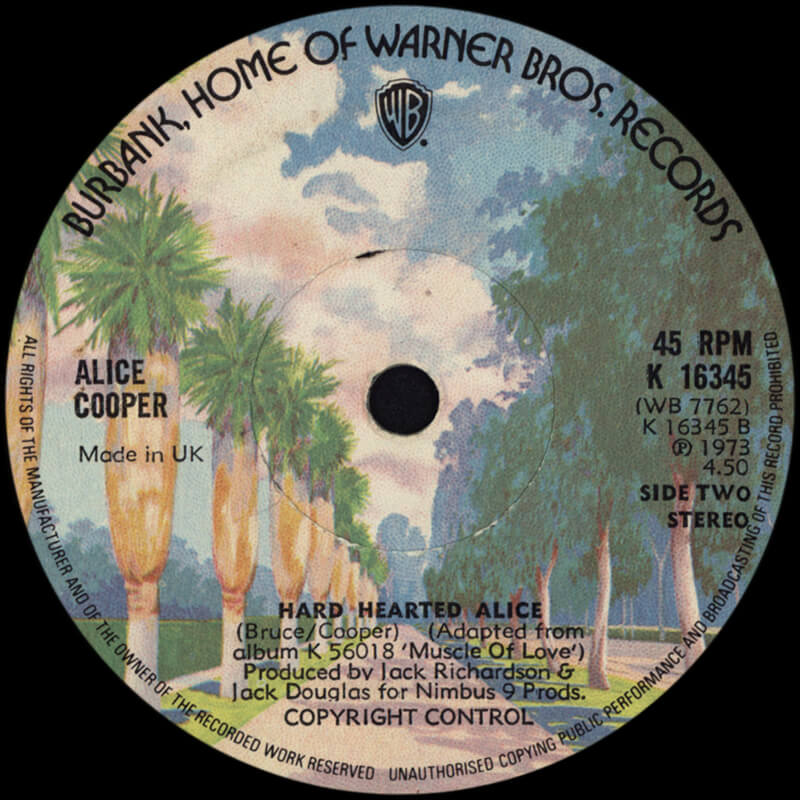 BURBANK, HOME OF WARNER BROS. RECORDS
WB
ALICE
COOPER
Made in UK
45 RPM
K 16345
(WB 7762)
K 16345 B
℗ 1973
4.50
SIDE TWO
STEREO
HARD HEARTED ALICE
(Bruce/Cooper) (Adapted from
album K 56018 'Muscle Of Love')
Produced by Jack Richardson &
Jack Douglas for Nimbus 9 Prods.
COPYRIGHT CONTROL
ALL RIGHTS OF THE MANUFACTURER AND OF THE OWNER OF THE RECORDED WORK RESERVED UNAUTHORISED COPYING PUBLIC PERFORMANCE AND BROADCASTING OF THIS RECORD PROHIBITED